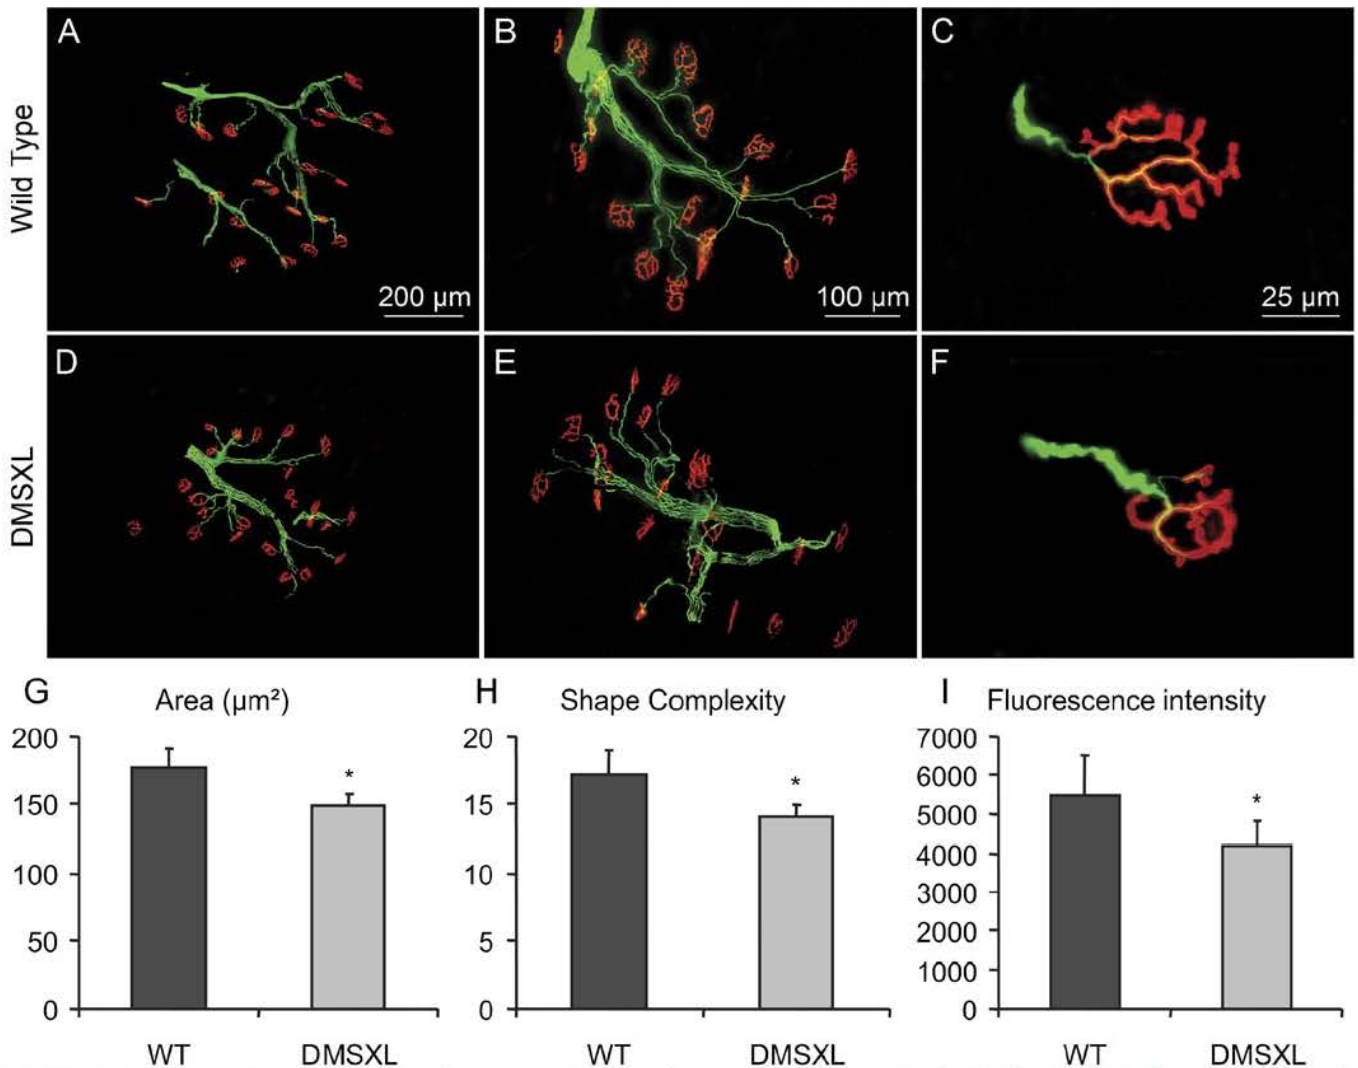 A
B
C
Wild Type
200 µm
100 µm
25 µm
D
E
F
DMSXL
G
Area (µm²)
200
150
100
50
0
*
WT
DMSXL
H
Shape Complexity
20
15
10
5
0
*
WT
DMSXL
I
Fluorescence intensity
7000
6000
5000
4000
3000
2000
1000
0
*
WT
DMSXL